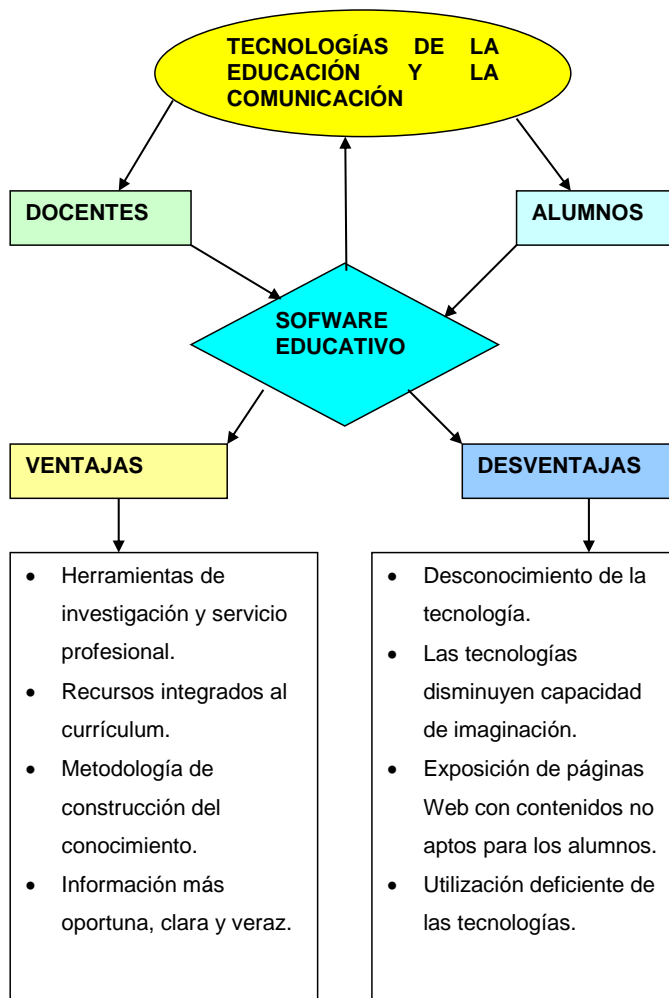 TECNOLOGÍAS DE LA
EDUCACIÓN Y LA
COMUNICACIÓN
DOCENTES
ALUMNOS
SOFWARE
EDUCATIVO
VENTAJAS
DESVENTAJAS
• Herramientas de
investigación y servicio
profesional.
• Recursos integrados al
currículum.
• Metodología de
construcción del
conocimiento.
• Información más
oportuna, clara y veraz.
• Desconocimiento de la
tecnología.
• Las tecnologías
disminuyen capacidad
de imaginación.
• Exposición de páginas
Web con contenidos no
aptos para los alumnos.
• Utilización deficiente de
las tecnologías.